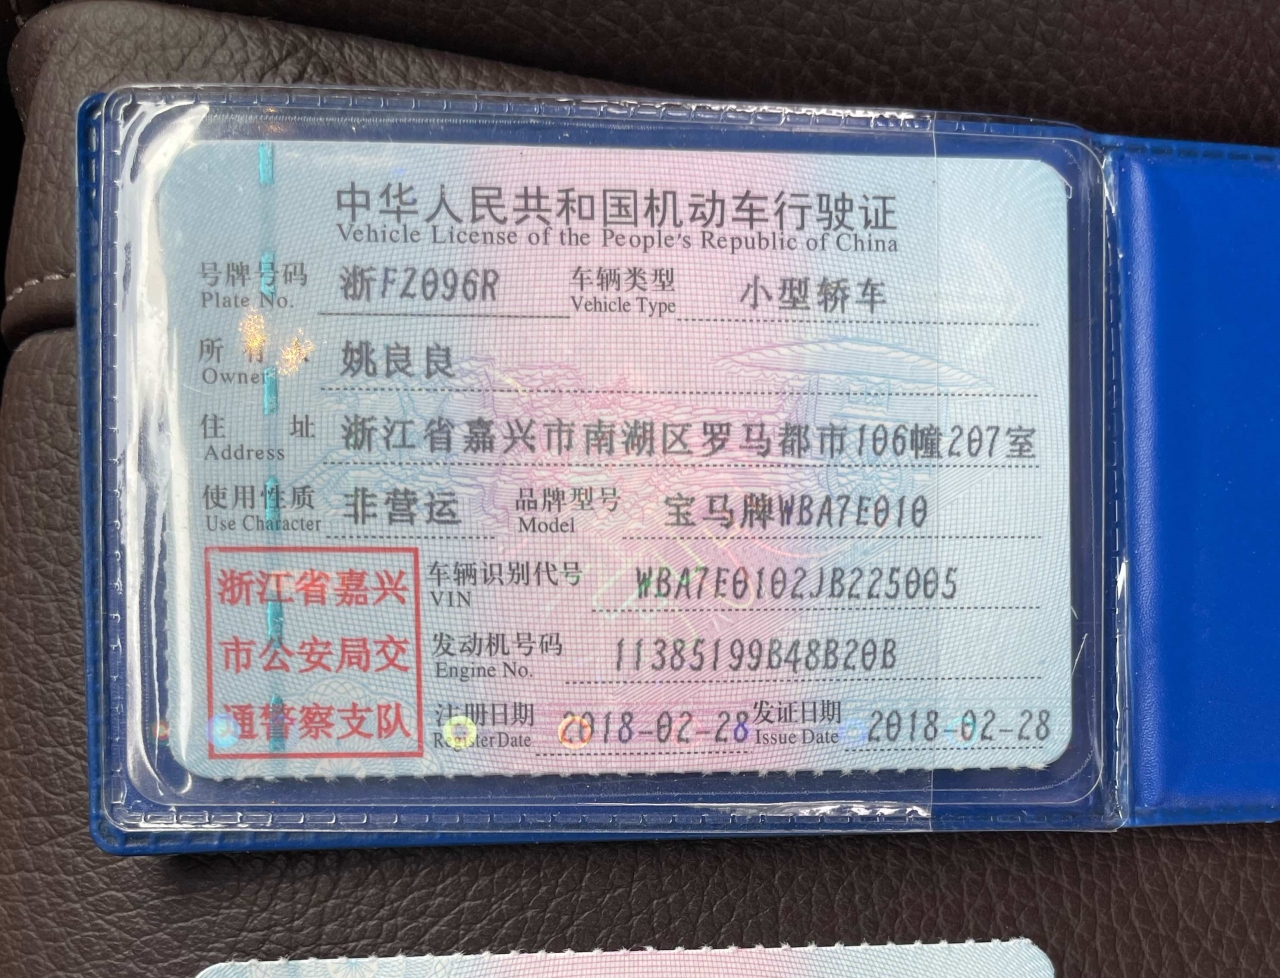 中华人民共和国机动车行驶证
Vehicle License of the People's Republic of China
号牌号码 浙FZ096R 车辆类型 小型轿车
Plate No. Vehicle Type
所 有 人 姚良良
Owner
住 址 浙江省嘉兴市南湖区罗马都市106幢207室
Address
使用性质 非营运 品牌型号 宝马牌WBA7E010
Use Character Model
浙江省嘉兴 车辆识别代号 WBA7E0102JB225005
VIN
市公安局交 发动机号码 11385199B48B20B
Engine No.
通警察支队 注册日期 2018-02-28 发证日期 2018-02-28
Register Date Issue Date